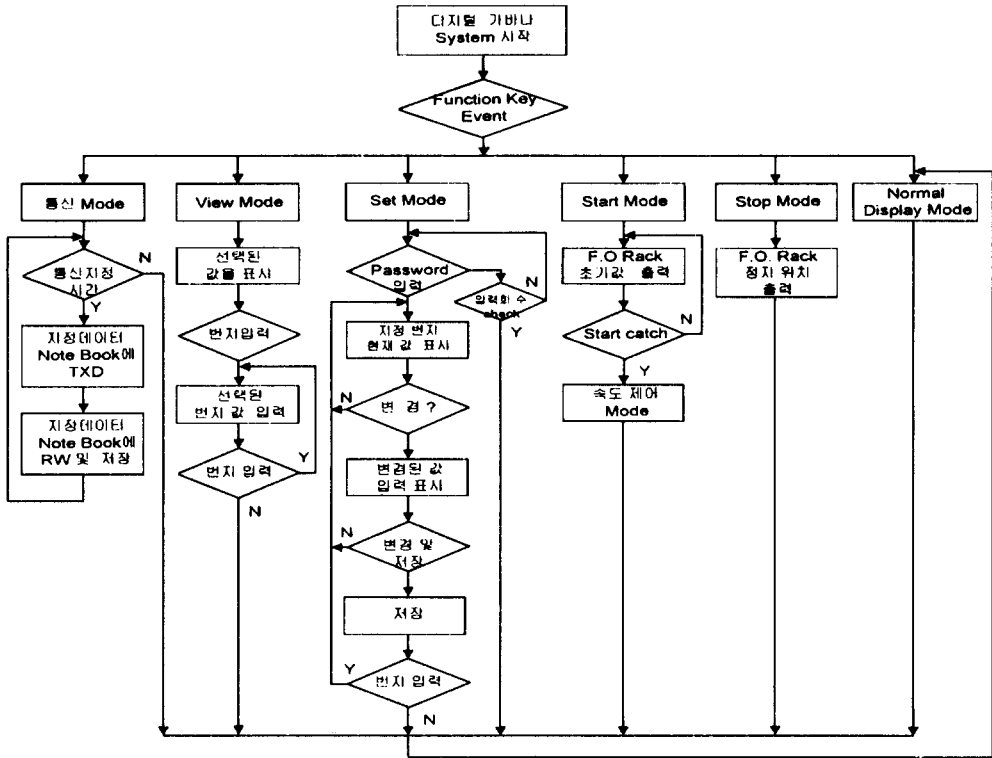 디지털 가바나
System 시작
Function Key
Event
통신 Mode
통신지정
시간
N
Y
지정데이터
Note Book에
TXD
지정데이터
Note Book에
RW 및 저장
View Mode
선택된
값을 표시
번지입력
선택된
번지 값 입력
번지 입력
Y
N
Set Mode
Password
입력
N
입력회 수
check
Y
지정 번지
현재 값 표시
N
변 경 ?
변경된 값
입력 표시
N
변경 및
저장
저장
Y
번지 입력
N
Start Mode
F.O Rack
초기값 출력
Start catch
N
Y
속도 제어
Mode
Stop Mode
F.O. Rack
정지 위치
출력
Normal
Display Mode